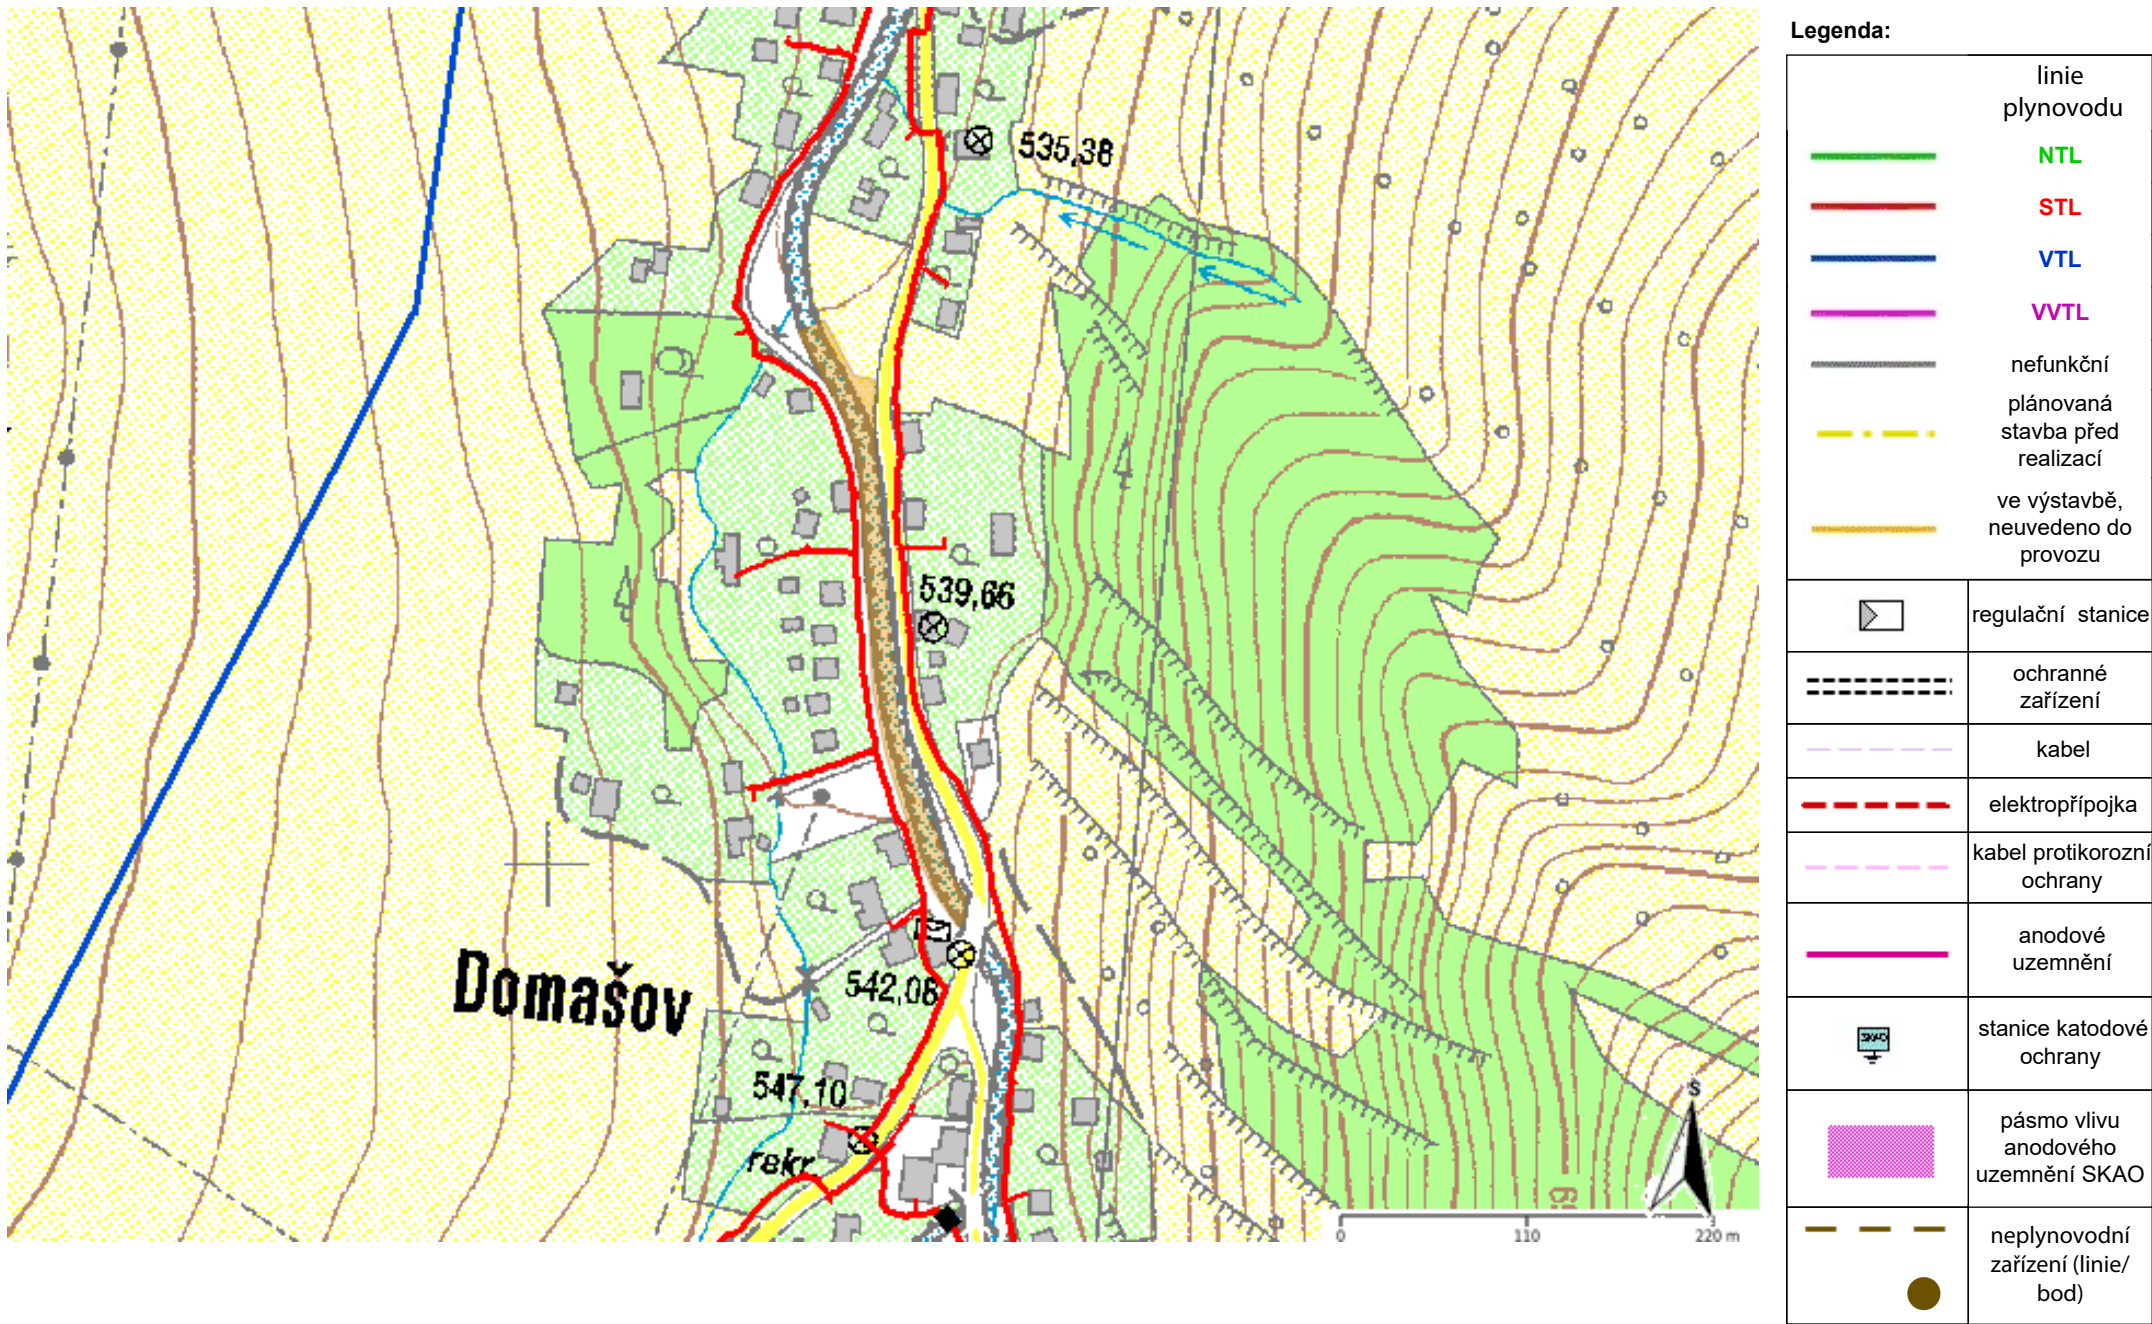 535,38
539,66
Domašov
542,08
547,10
rekr.
S
0
110
220 m
Legenda:
linie
plynovodu
NTL
STL
VTL
VVTL
nefunkční
plánovaná
stavba před
realizací
ve výstavbě,
neuvedeno do
provozu
regulační stanice
ochranné
zařízení
kabel
elektropřípojka
kabel protikorozní
ochrany
anodové
uzemnění
SKAO
stanice katodové
ochrany
pásmo vlivu
anodového
uzemnění SKAO
neplynovodní
zařízení (linie/
bod)